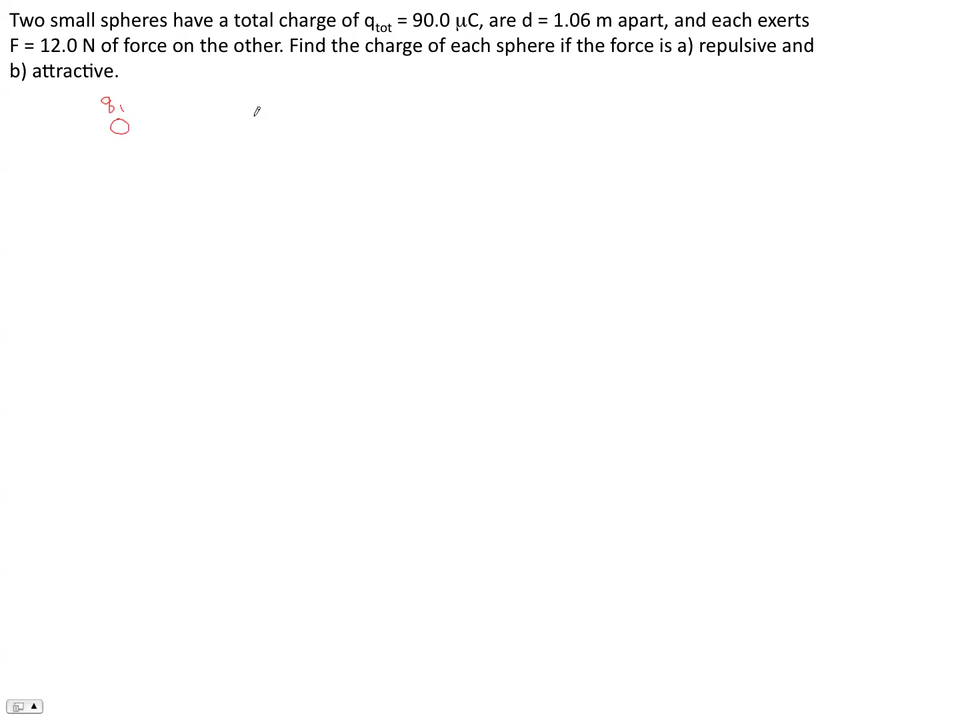 Two small spheres have a total charge of qtot = 90.0 μC, are d = 1.06 m apart, and each exerts
F = 12.0 N of force on the other. Find the charge of each sphere if the force is a) repulsive and
b) attractive.
q1